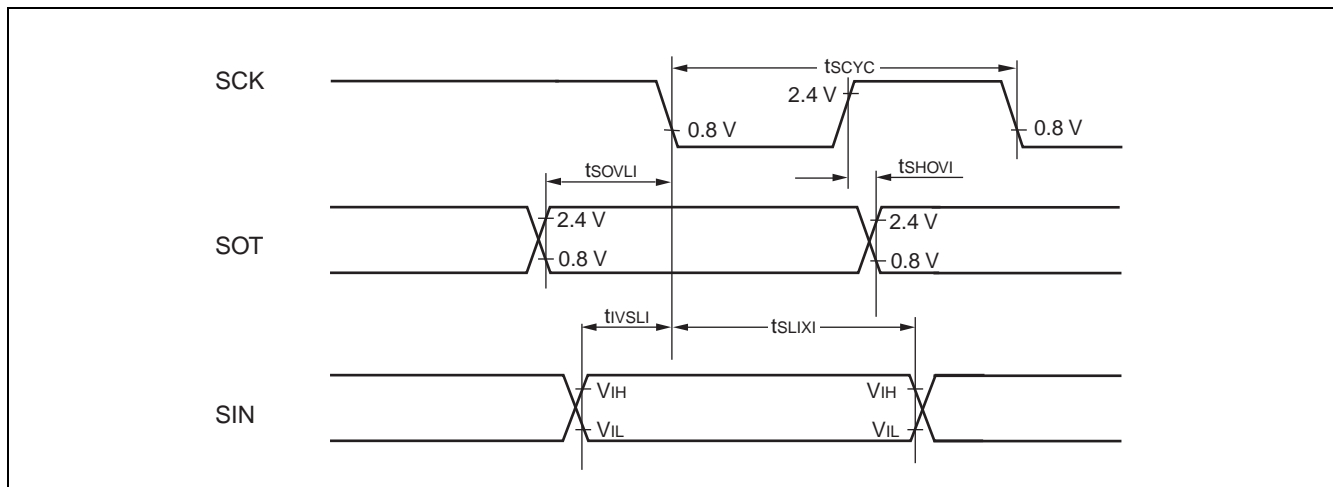 tSCYC
SCK
2.4 V
0.8 V
0.8 V
tSOVLI
tSHOVI
2.4 V
2.4 V
SOT
0.8 V
0.8 V
tIVSLI
tSLIXI
VIH
VIH
SIN
VIL
VIL